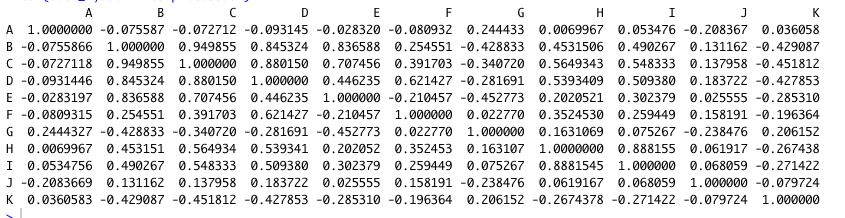 A B C D E F G H I J K
A 1.0000000 -0.075587 -0.072712 -0.093145 -0.028320 -0.080932 0.244433 0.0069967 0.053476 -0.208367 0.036058
B -0.0755866 1.000000 0.949855 0.845324 0.836588 0.254551 -0.428833 0.4531506 0.490267 0.131162 -0.429087
C -0.0727118 0.949855 1.000000 0.880150 0.707456 0.391703 -0.340720 0.5649343 0.548333 0.137958 -0.451812
D -0.0931446 0.845324 0.880150 1.000000 0.446235 0.621427 -0.281691 0.5393409 0.509380 0.183722 -0.427853
E -0.0283197 0.836588 0.707456 0.446235 1.000000 -0.210457 -0.452773 0.2020521 0.302379 0.025555 -0.285310
F -0.0809315 0.254551 0.391703 0.621427 -0.210457 1.000000 0.022770 0.3524530 0.259449 0.158191 -0.196364
G 0.2444327 -0.428833 -0.340720 -0.281691 -0.452773 0.022770 1.000000 0.1631069 0.075267 -0.238476 0.206152
H 0.0069967 0.453151 0.564934 0.539341 0.202052 0.352453 0.163107 1.0000000 0.888155 0.061917 -0.267438
I 0.0534756 0.490267 0.548333 0.509380 0.302379 0.259449 0.075267 0.8881545 1.000000 0.068059 -0.271422
J -0.2083669 0.131162 0.137958 0.183722 0.025555 0.158191 -0.238476 0.0619167 0.068059 1.000000 -0.079724
K 0.0360583 -0.429087 -0.451812 -0.427853 -0.285310 -0.196364 0.206152 -0.2674378 -0.271422 -0.079724 1.000000
>